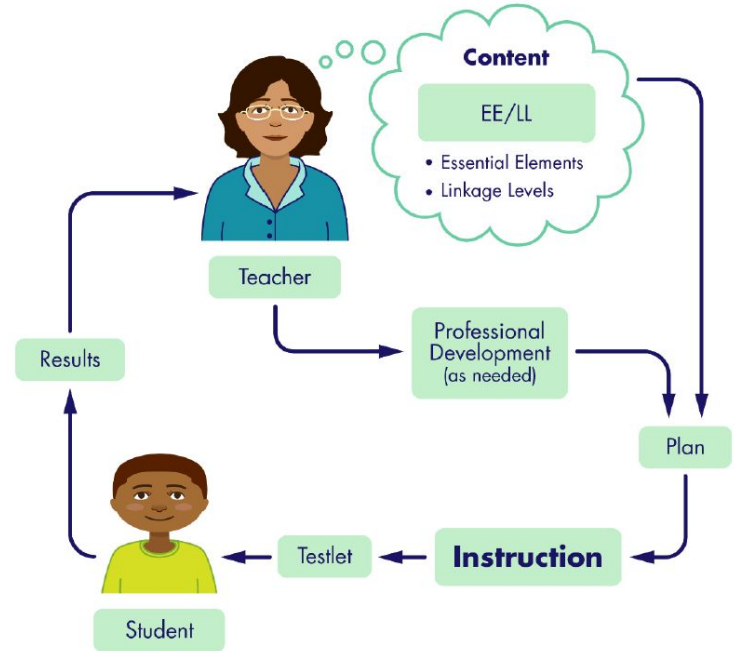 Content
EE/LL
• Essential Elements
• Linkage Levels
Teacher
Professional
Development
(as needed)
Results
Plan
Instruction
Testlet
Student